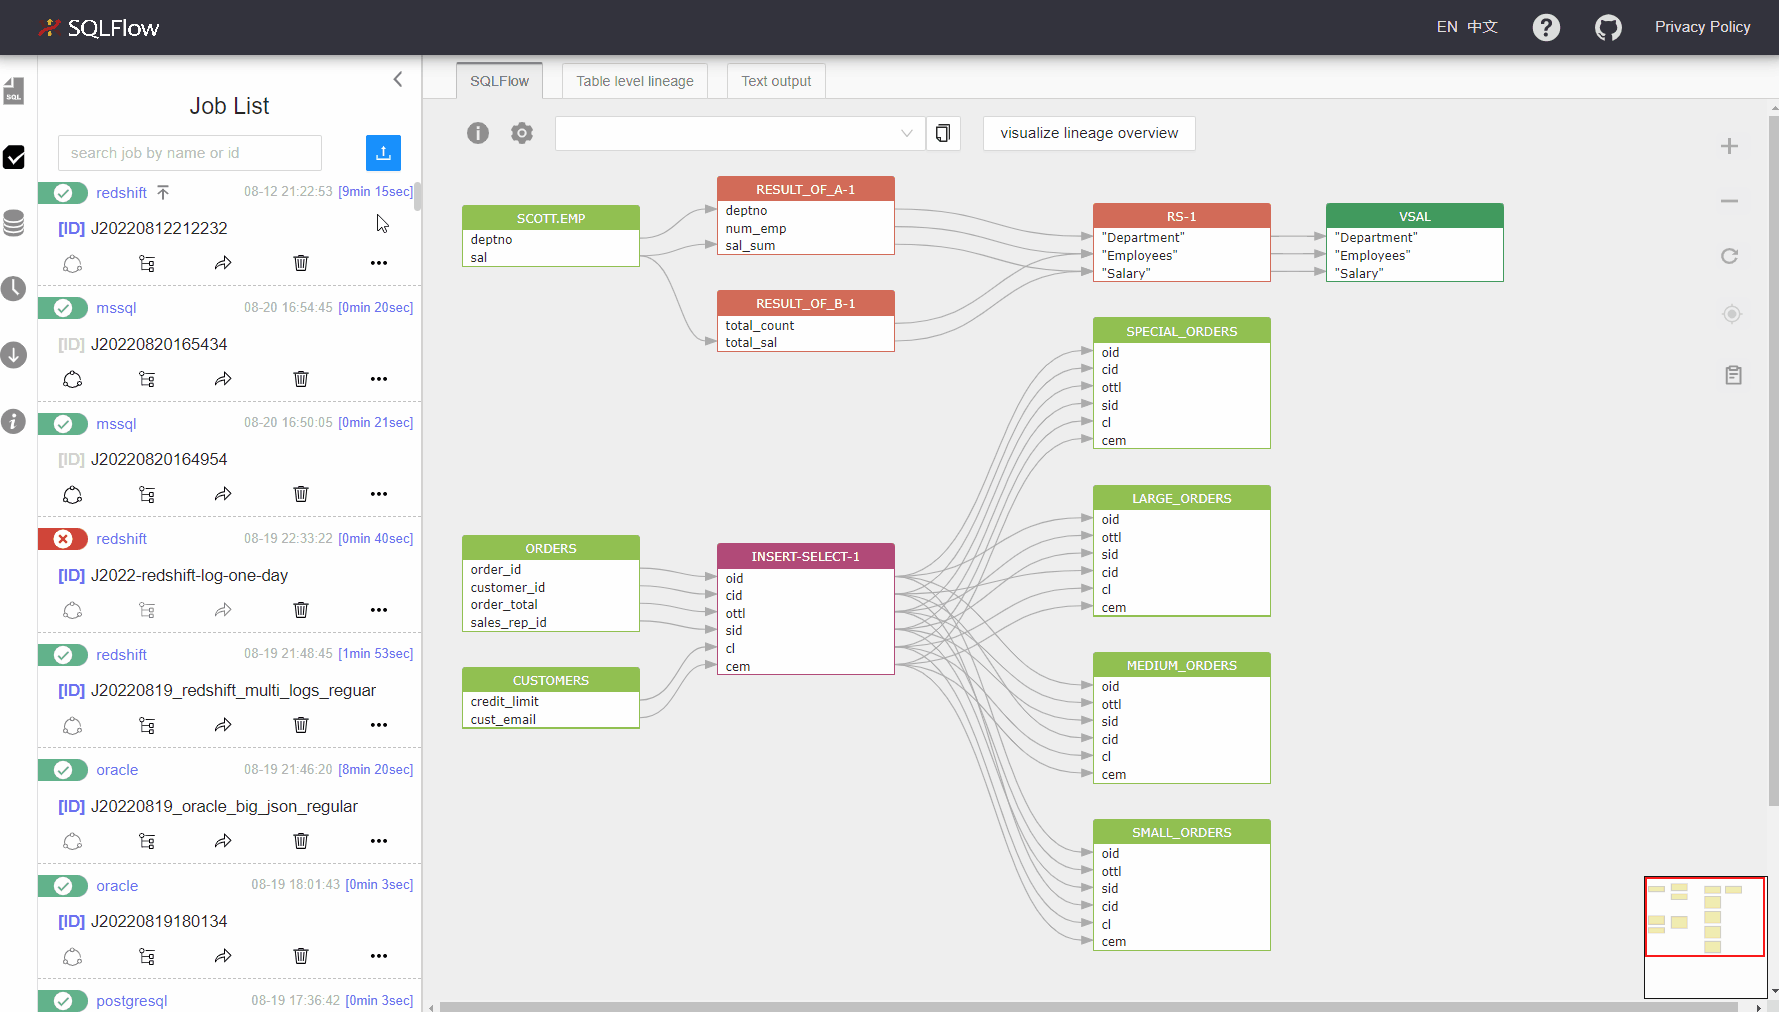 SQLFlow
EN 中文
Privacy Policy
SQL
Job List
search job by name or id
redshift 08-12 21:22:53 [9min 15sec]
[ID] J20220812212232
mssql 08-20 16:54:45 [0min 20sec]
[ID] J20220820165434
mssql 08-20 16:50:05 [0min 21sec]
[ID] J20220820164954
redshift 08-19 22:33:22 [0min 40sec]
[ID] J2022-redshift-log-one-day
redshift 08-19 21:48:45 [1min 53sec]
[ID] J20220819_redshift_multi_logs_reguar
oracle 08-19 21:46:20 [8min 20sec]
[ID] J20220819_oracle_big_json_regular
oracle 08-19 18:01:43 [0min 3sec]
[ID] J20220819180134
postgresql 08-19 17:36:42 [0min 3sec]
SQLFlow
Table level lineage
Text output
visualize lineage overview
SCOTT.EMP
deptno
sal
RESULT_OF_A-1
deptno
num_emp
sal_sum
RESULT_OF_B-1
total_count
total_sal
RS-1
"Department"
"Employees"
"Salary"
VSAL
"Department"
"Employees"
"Salary"
ORDERS
order_id
customer_id
order_total
sales_rep_id
CUSTOMERS
credit_limit
cust_email
INSERT-SELECT-1
oid
cid
ottl
sid
cl
cem
SPECIAL_ORDERS
oid
cid
ottl
sid
cl
cem
LARGE_ORDERS
oid
ottl
sid
cid
cl
cem
MEDIUM_ORDERS
oid
ottl
sid
cid
cl
cem
SMALL_ORDERS
oid
ottl
sid
cid
cl
cem